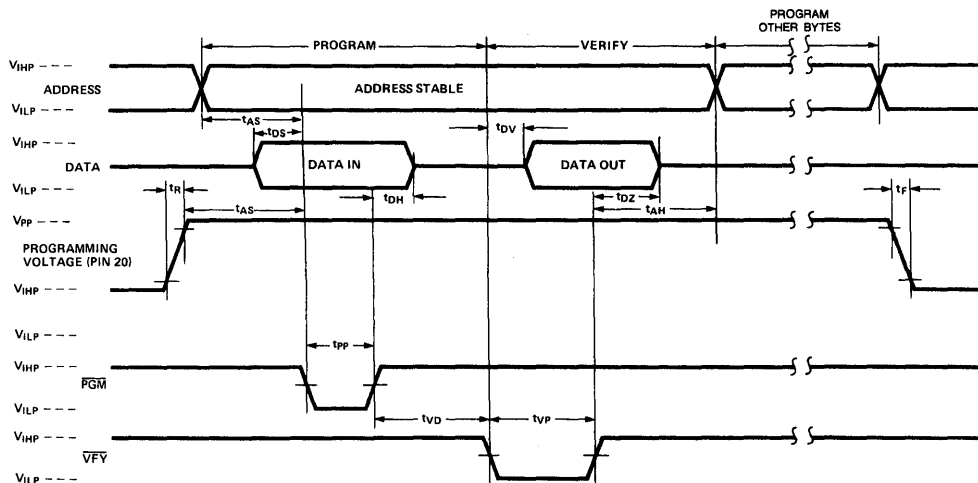 PROGRAM
OTHER BYTES
PROGRAM
VERIFY
VIHP
ADDRESS
ADDRESS STABLE
VILP
tAS
tDS
tDV
VIHP
DATA
DATA IN
DATA OUT
VILP
tR
tDH
tDZ
tF
tAS
tAH
VPP
PROGRAMMING
VOLTAGE (PIN 20)
VIHP
VILP
tPP
VIHP
PGM
VILP
tVD
tVP
VIHP
VFY
VILP